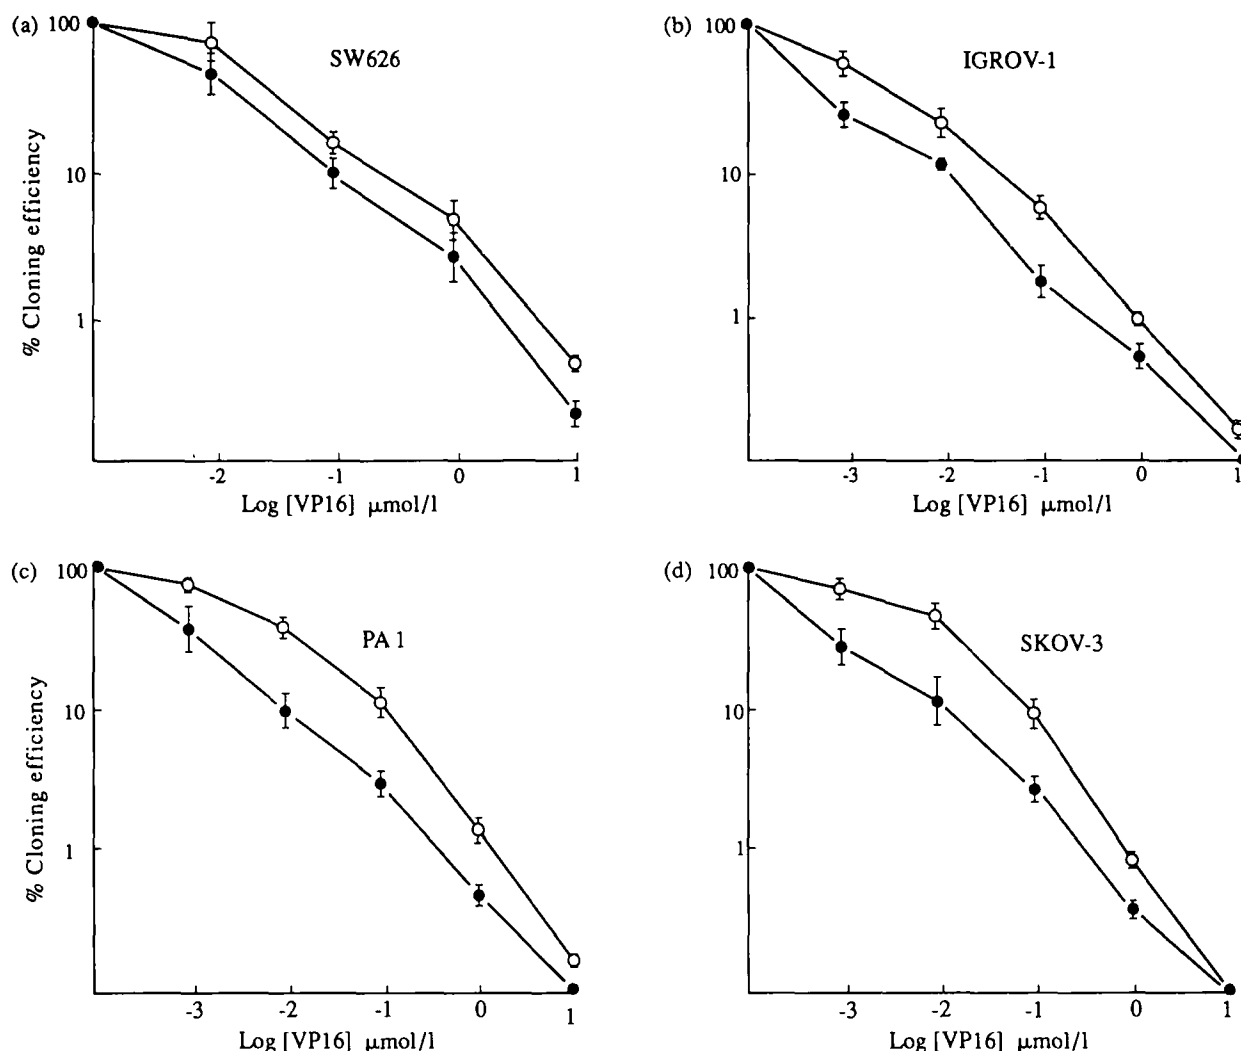 (a)
SW626
100
10
1
% Cloning efficiency
-2 -1 0 1
Log [VP16] μmol/l
(b)
IGROV-1
100
10
1
-3 -2 -1 0 1
Log [VP16] μmol/l
(c)
PA 1
100
10
1
% Cloning efficiency
-3 -2 -1 0 1
Log [VP16] μmol/l
(d)
SKOV-3
100
10
1
-3 -2 -1 0 1
Log [VP16] μmol/l